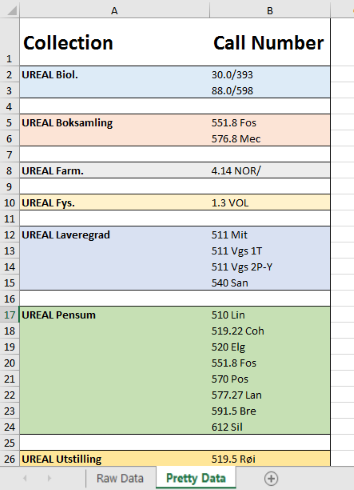 A B
1 Collection Call Number
2 UREAL Biol. 30.0/393
3 88.0/598
4
5 UREAL Boksamling 551.8 Fos
6 576.8 Mec
7
8 UREAL Farm. 4.14 NOR/
9
10 UREAL Fys. 1.3 VOL
11
12 UREAL Laveregrad 511 Mit
13 511 Vgs 1T
14 511 Vgs 2P-Y
15 540 San
16
17 UREAL Pensum 510 Lin
18 519.22 Coh
19 520 Elg
20 551.8 Fos
21 570 Pos
22 577.27 Lan
23 591.5 Bre
24 612 Sil
25
26 UREAL Utstilling 519.5 Røi
Raw Data Pretty Data